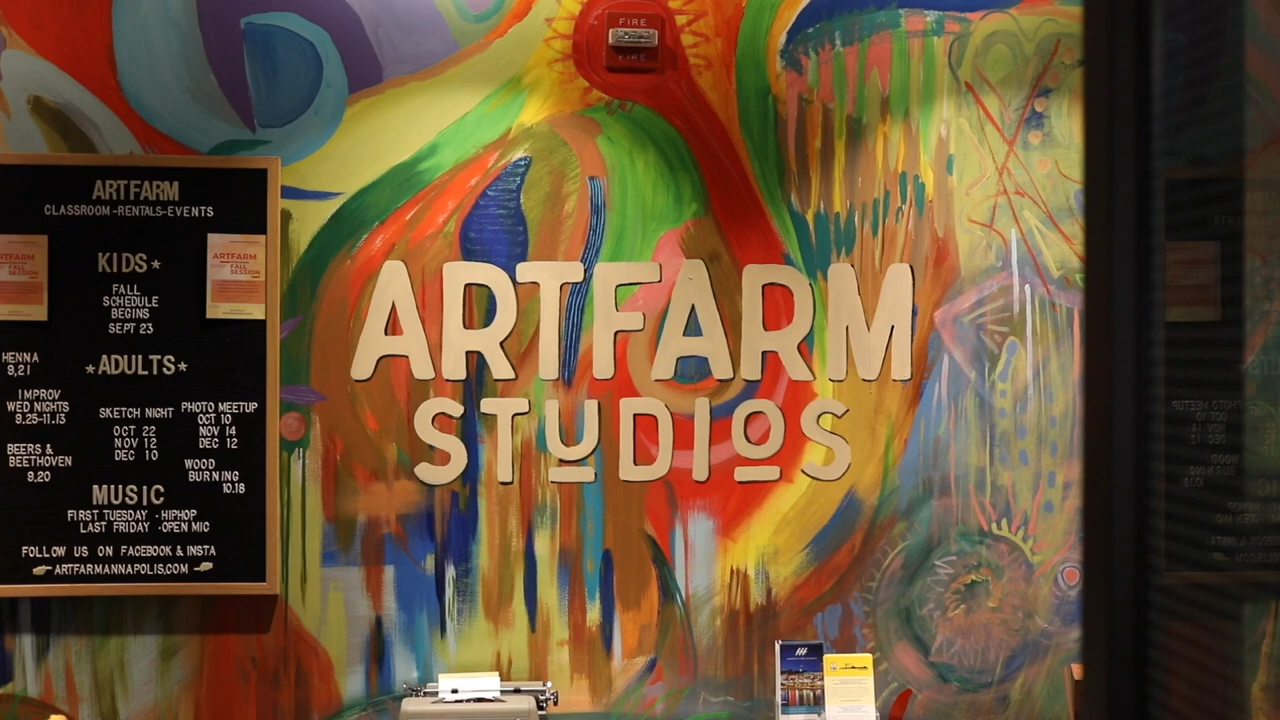 FIRE
FIRE
ARTFARM
CLASSROOM-RENTALS-EVENTS
ARTFARM
FALL
SESSION
KIDS★
ARTFARM
FALL
SESSION
FALL
SCHEDULE
BEGINS
SEPT 23
★ADULTS★
HENNA
9,21
IMPROV
WED NIGHTS
9.25-11.13
BEERS &
BEETHOVEN
9.20
SKETCH NIGHT
OCT 22
NOV 12
DEC 10
PHOTO MEETUP
OCT 10
NOV 14
DEC 12
WOOD
BURNING
10.18
MUSIC
FIRST TUESDAY - HIPHOP
LAST FRIDAY - OPEN MIC
FOLLOW US ON FACEBOOK & INSTA
ARTFARMANNAPOLIS.COM
ARTFARM
STUDIOS